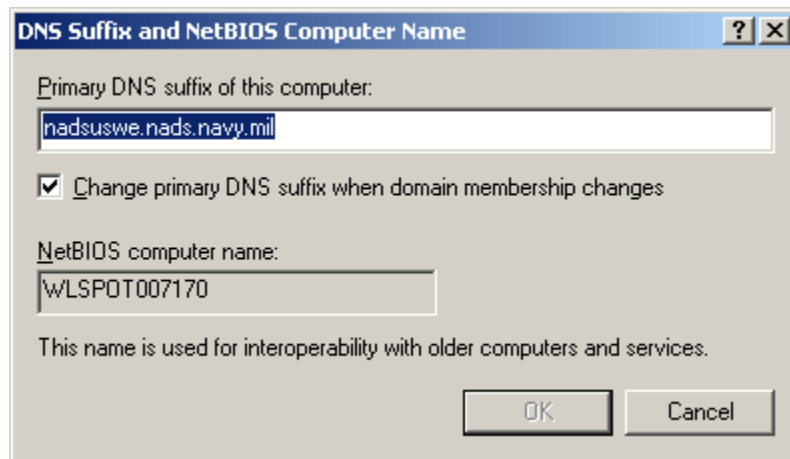 DNS Suffix and NetBIOS Computer Name
Primary DNS suffix of this computer:
nadsuswe.nads.navy.mil
Change primary DNS suffix when domain membership changes
NetBIOS computer name:
WLSPOT007170
This name is used for interoperability with older computers and services.
OK Cancel